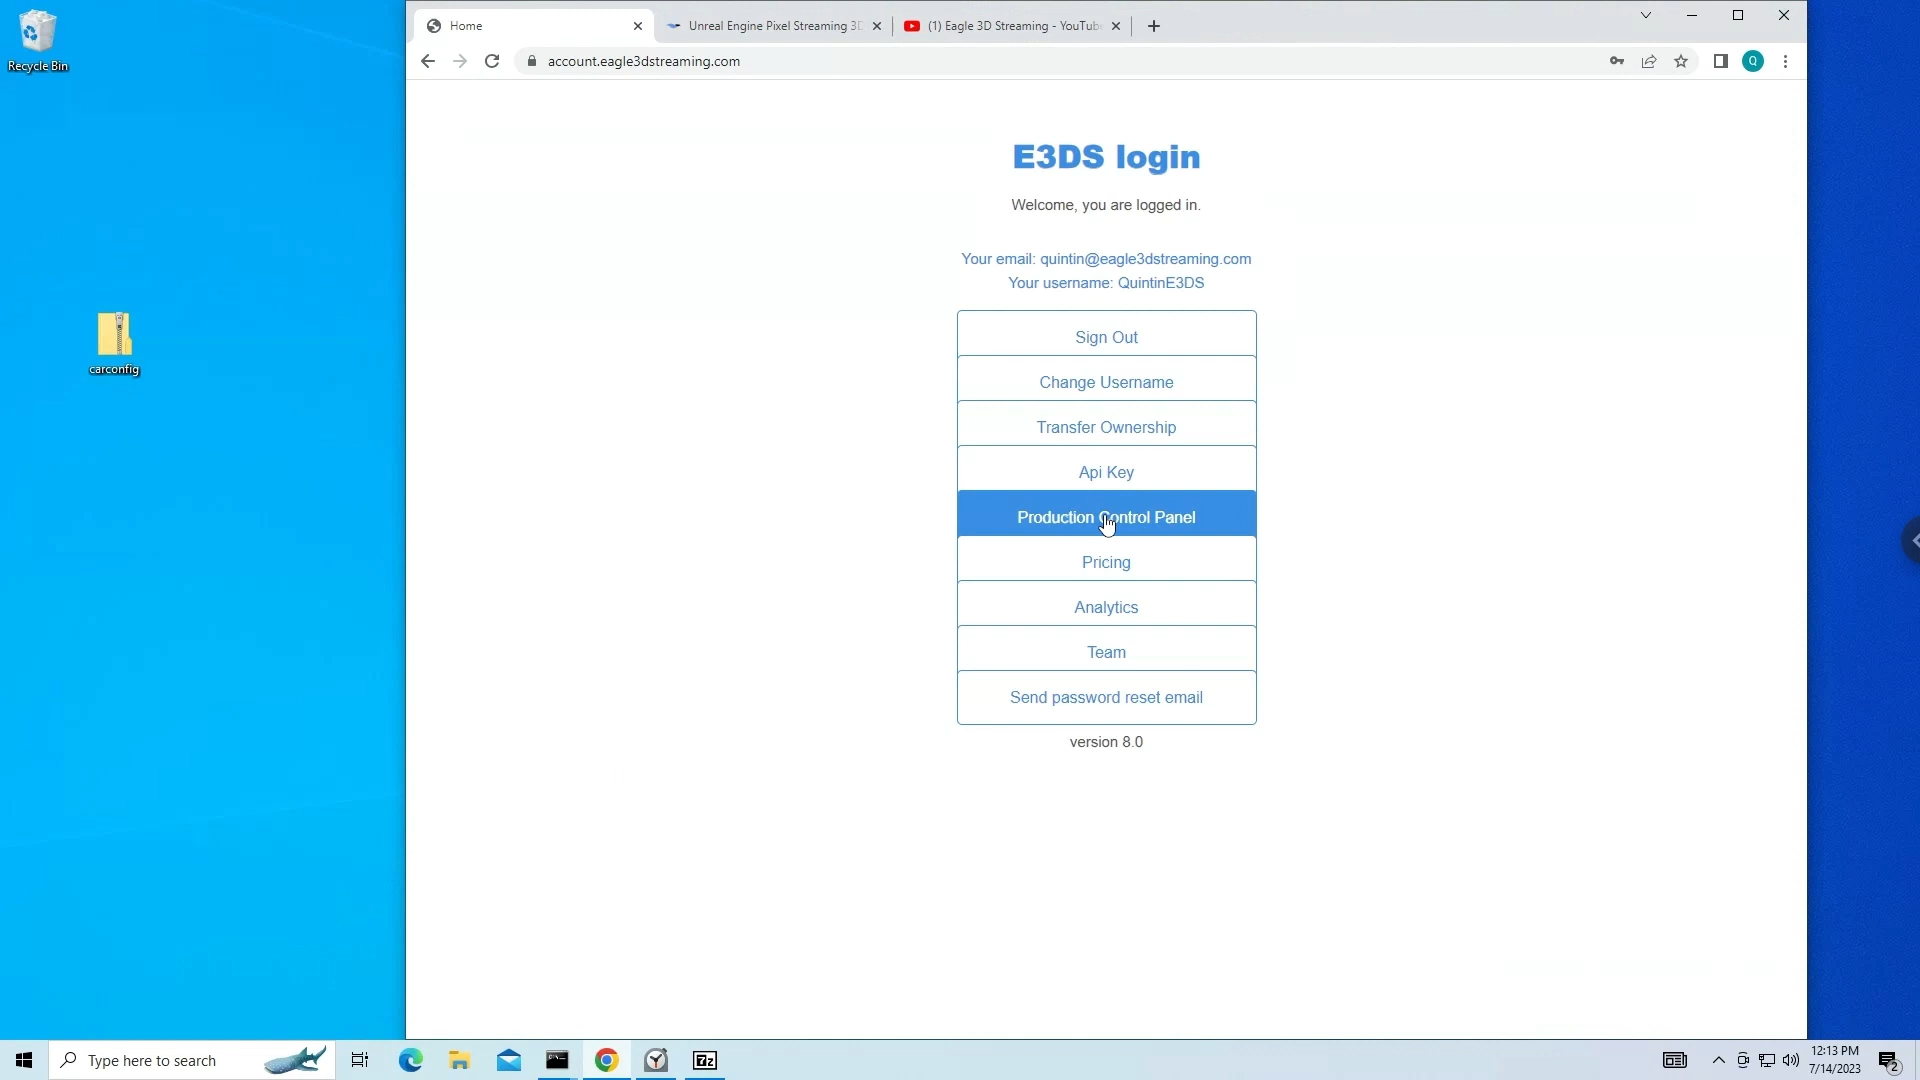 Recycle Bin
carconfig
Home
Unreal Engine Pixel Streaming 3D
(1) Eagle 3D Streaming - YouTube
account.eagle3dstreaming.com
Q
E3DS login
Welcome, you are logged in.
Your email: quintin@eagle3dstreaming.com
Your username: QuintinE3DS
Sign Out
Change Username
Transfer Ownership
Api Key
Production Control Panel
Pricing
Analytics
Team
Send password reset email
version 8.0
Type here to search
7z
12:13 PM
7/14/2023
2